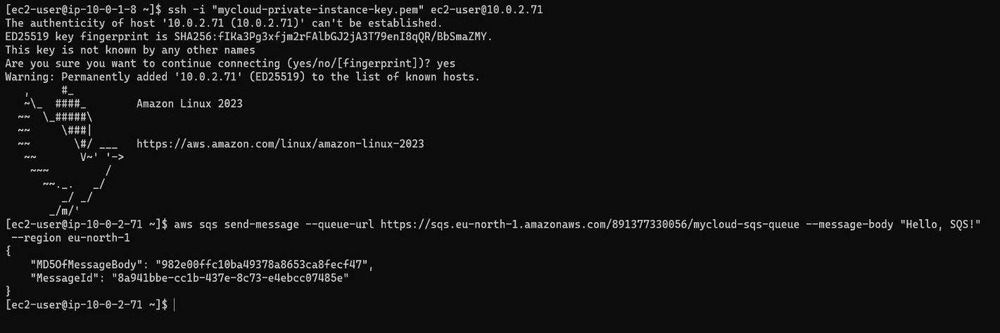 [ec2-user@ip-10-0-1-8 ~]$ ssh -i "mycloud-private-instance-key.pem" ec2-user@10.0.2.71
The authenticity of host '10.0.2.71 (10.0.2.71)' can't be established.
ED25519 key fingerprint is SHA256:fIKa3Pg3xfjm2rFAlbGJ2jA3T79enI8qQR/BbSmaZMY.
This key is not known by any other names
Are you sure you want to continue connecting (yes/no/[fingerprint])? yes
Warning: Permanently added '10.0.2.71' (ED25519) to the list of known hosts.
   ,     #_
   ~\_  ####_        Amazon Linux 2023
  ~~  \_#####\
  ~~     \###|
  ~~       \#/ ___   https://aws.amazon.com/linux/amazon-linux-2023
   ~~       V~' '->
    ~~~         /
      ~~._.   _/
         _/ _/
       _/m/'
[ec2-user@ip-10-0-2-71 ~]$ aws sqs send-message --queue-url https://sqs.eu-north-1.amazonaws.com/891377330056/mycloud-sqs-queue --message-body "Hello, SQS!"
 --region eu-north-1
{
    "MD5OfMessageBody": "982e00ffc10ba49378a8653ca8fecf47",
    "MessageId": "8a941bbe-cc1b-437e-8c73-e4ebcc07485e"
}
[ec2-user@ip-10-0-2-71 ~]$